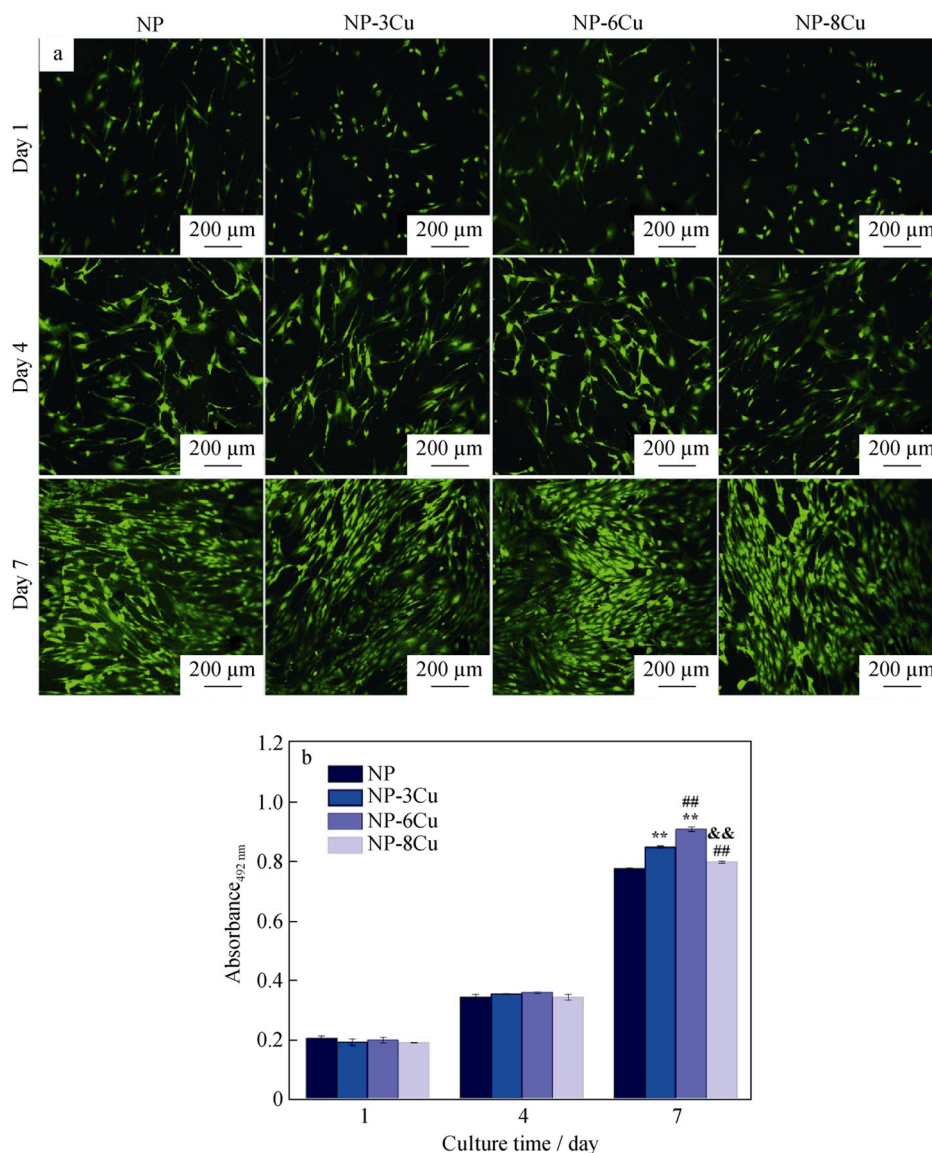 NP NP-3Cu NP-6Cu NP-8Cu
a
Day 1
200 µm 200 µm 200 µm 200 µm
Day 4
200 µm 200 µm 200 µm 200 µm
Day 7
200 µm 200 µm 200 µm 200 µm
b
NP
NP-3Cu
NP-6Cu
NP-8Cu
1.2
1.0
0.8
0.6
0.4
0.2
0
Absorbance492 nm
**
##
**
&&
##
1 4 7
Culture time / day